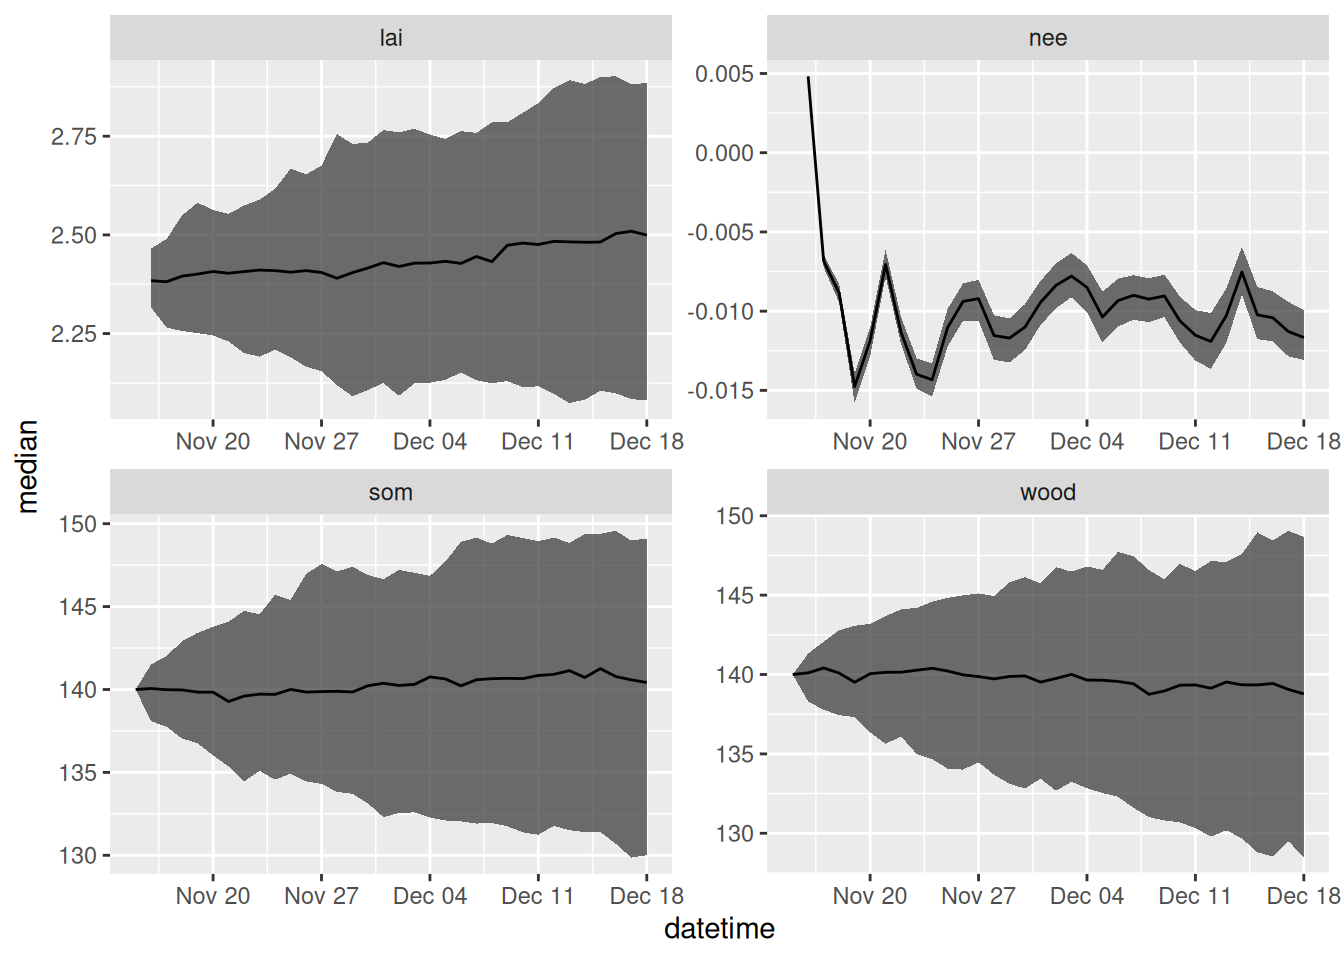 lai
nee
2.75
2.50
2.25
0.005
0.000
-0.005
-0.010
-0.015
Nov 20 Nov 27 Dec 04 Dec 11 Dec 18
Nov 20 Nov 27 Dec 04 Dec 11 Dec 18
median
som
wood
150
145
140
135
130
150
145
140
135
130
Nov 20 Nov 27 Dec 04 Dec 11 Dec 18
Nov 20 Nov 27 Dec 04 Dec 11 Dec 18
datetime